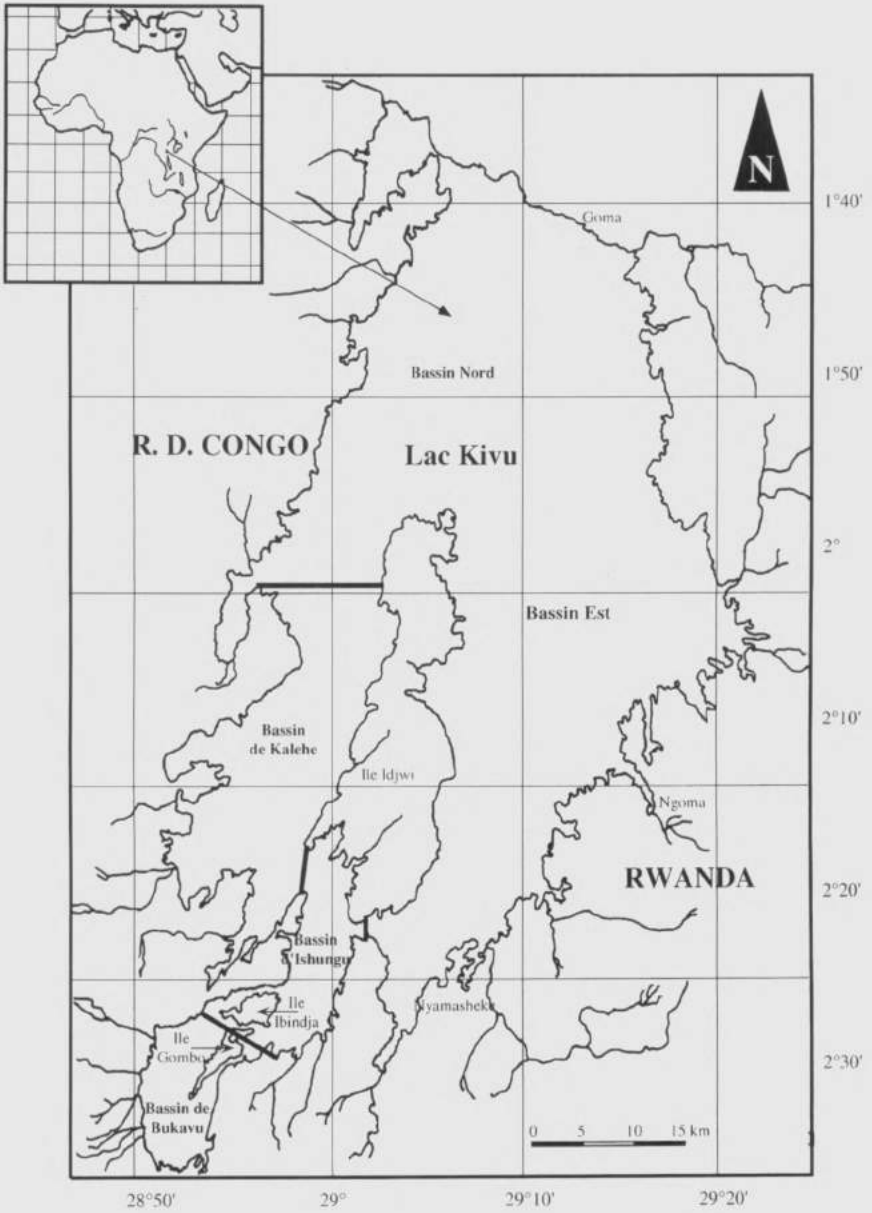 N
1°40'
Goma
Bassin Nord
1°50'
R. D. CONGO
Lac Kivu
2°
Bassin Est
Bassin
de Kalehe
2°10'
Ile Idjwi
Ngoma
RWANDA
2°20'
Bassin
d'Ishungu
Ile
Ibindja
Nyamasheke
Ile
Gombo
2°30'
Bassin de
Bukavu
0 5 10 15 km
28°50' 29° 29°10' 29°20'